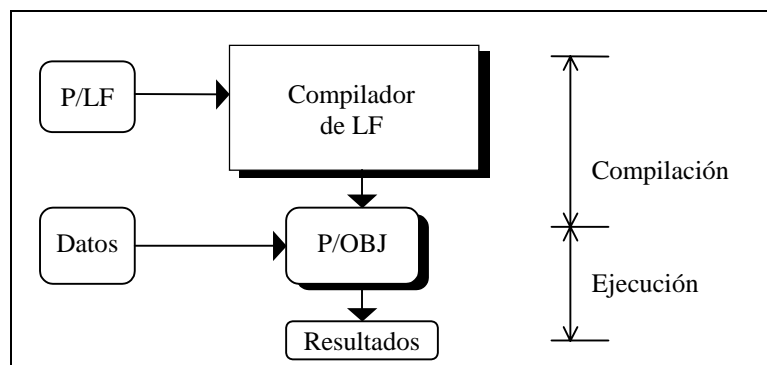 P/LF
Compilador
de LF
Compilación
Datos
P/OBJ
Ejecución
Resultados